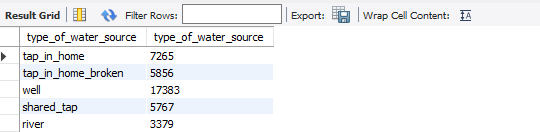 Result Grid Filter Rows: Export: Wrap Cell Content:
type_of_water_source type_of_water_source
tap_in_home 7265
tap_in_home_broken 5856
well 17383
shared_tap 5767
river 3379